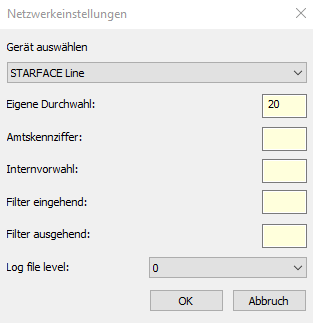 Netzwerkeinstellungen
Gerät auswählen
STARFACE Line
Eigene Durchwahl: 20
Amtskennziffer:
Internvorwahl:
Filter eingehend:
Filter ausgehend:
Log file level: 0
OK Abbruch